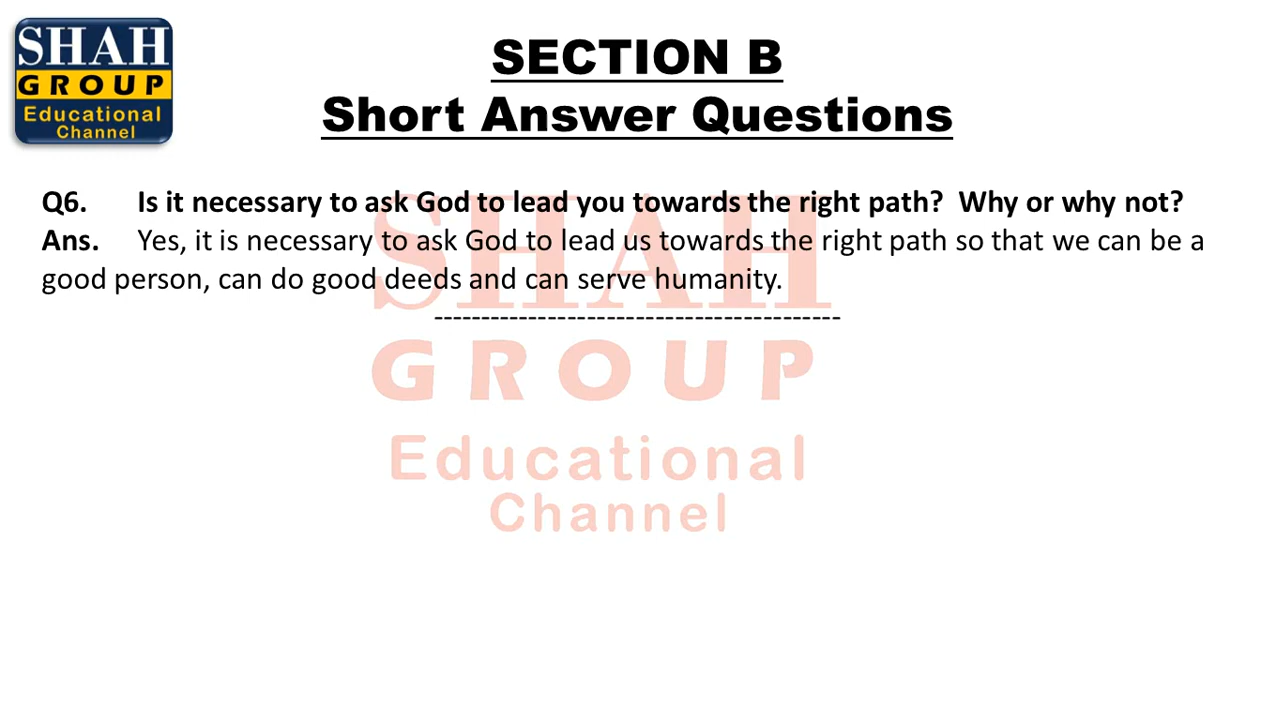 SHAH
GROUP
Educational
Channel
SECTION B
Short Answer Questions
Q6. Is it necessary to ask God to lead you towards the right path? Why or why not?
Ans. Yes, it is necessary to ask God to lead us towards the right path so that we can be a
good person, can do good deeds and can serve humanity.
-------------------------------------------
SHAH
GROUP
Educational
Channel